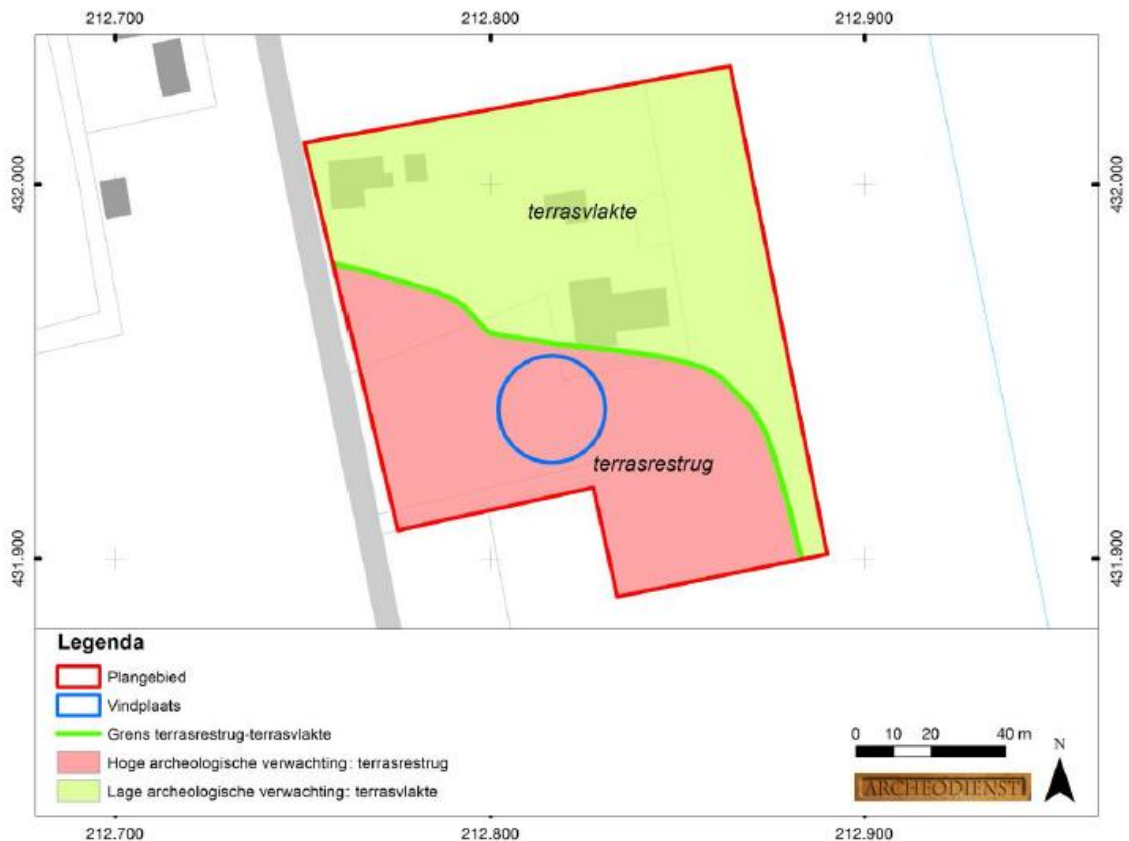 212.700 212.800 212.900
432.000 432.000
terrasvlakte
terrasrestrug
431.900 431.900
Legenda
Plangebied
Vindplaats
Grens terrasrestrug-terrasvlakte
Hoge archeologische verwachting: terrasrestrug
Lage archeologische verwachting: terrasvlakte
0 10 20 40 m
N
ARCHEODIENST
212.700 212.800 212.900